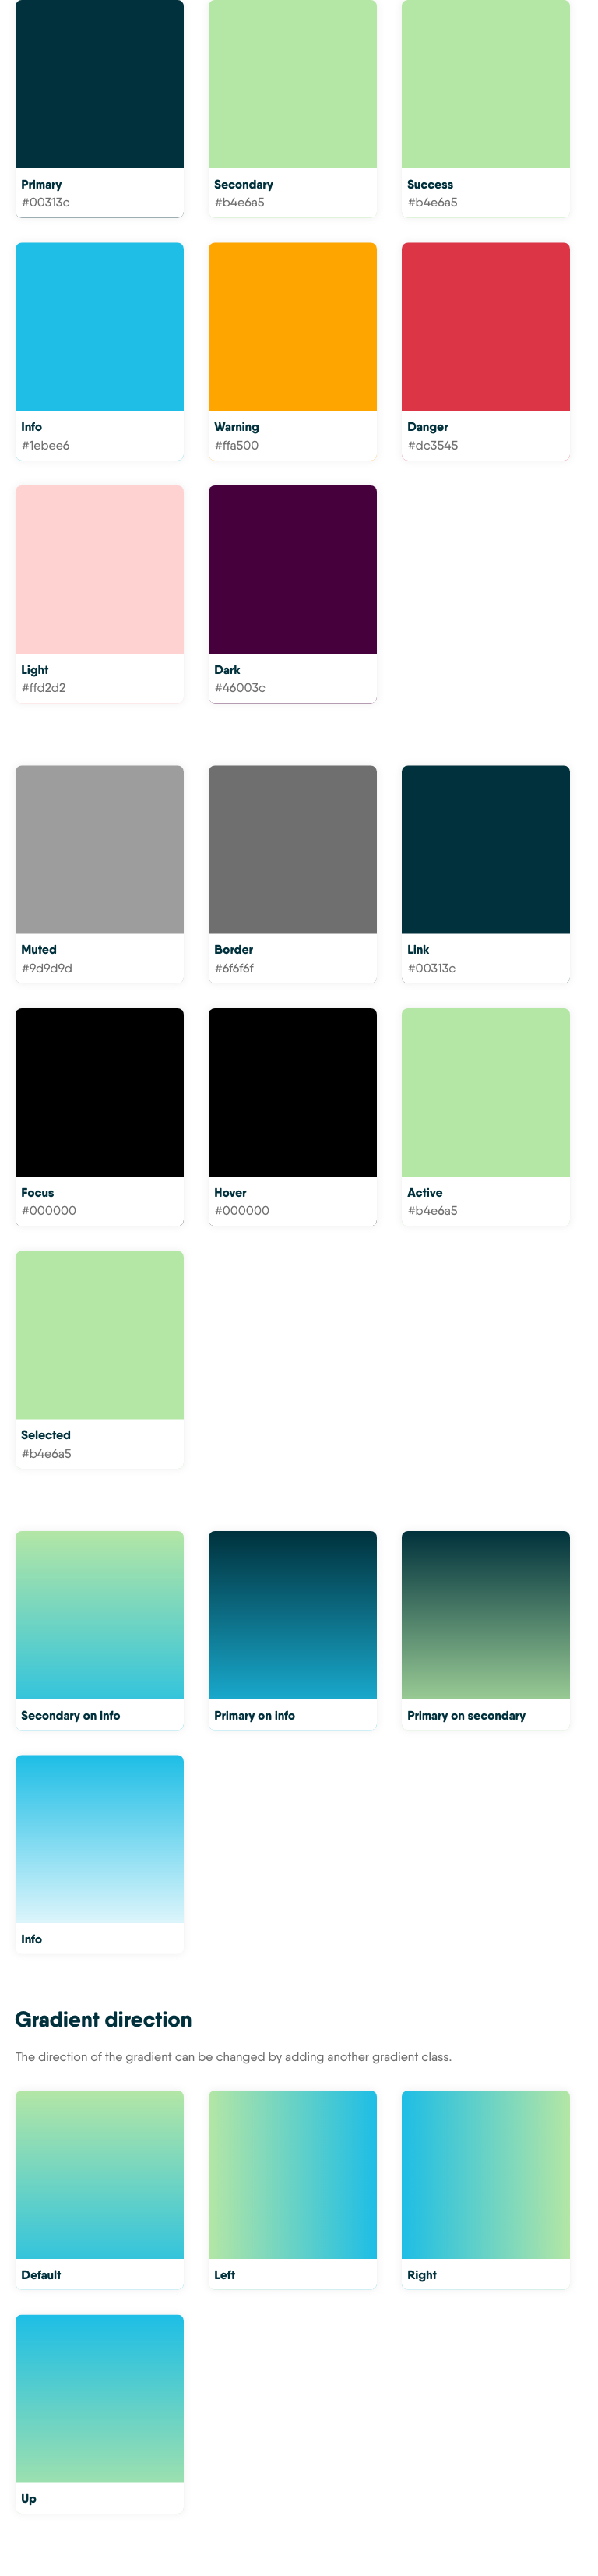 Primary
#00313c
Secondary
#b4e6a5
Success
#b4e6a5
Info
#1ebee6
Warning
#ffa500
Danger
#dc3545
Light
#ffd2d2
Dark
#46003c
Muted
#9d9d9d
Border
#6f6f6f
Link
#00313c
Focus
#000000
Hover
#000000
Active
#b4e6a5
Selected
#b4e6a5
Secondary on info
Primary on info
Primary on secondary
Info
Gradient direction
The direction of the gradient can be changed by adding another gradient class.
Default
Left
Right
Up